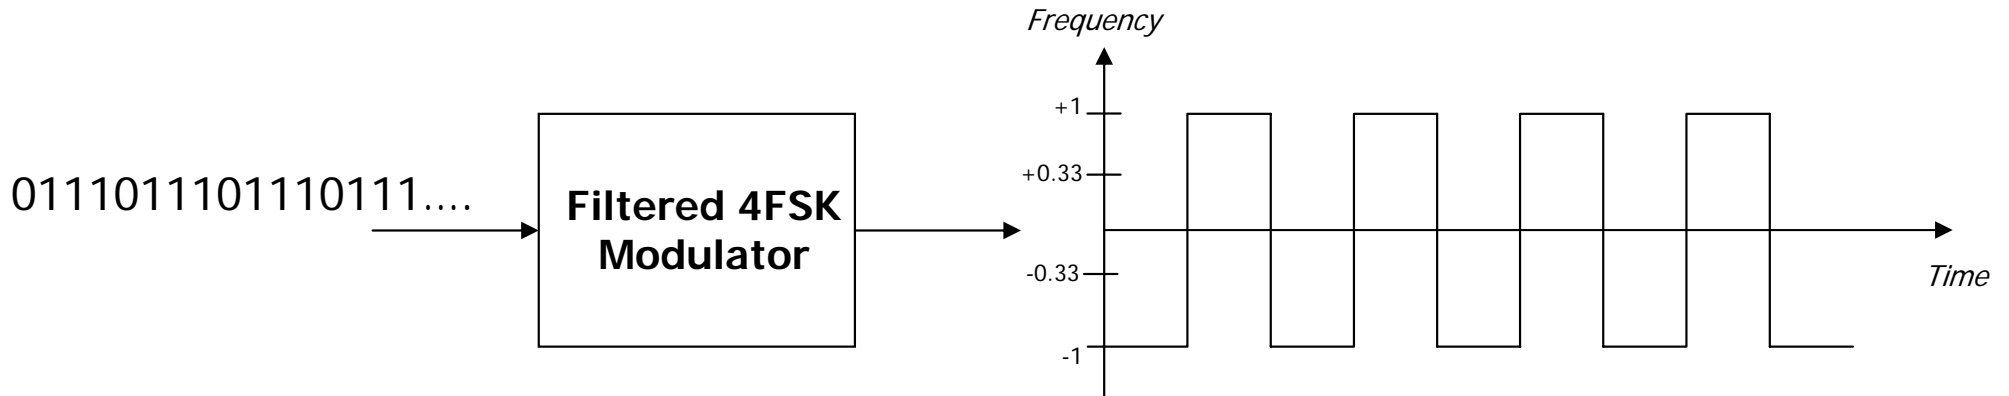 Frequency
+1
+0.33
0111011101110111....
Filtered 4FSK
Modulator
-0.33
Time
-1